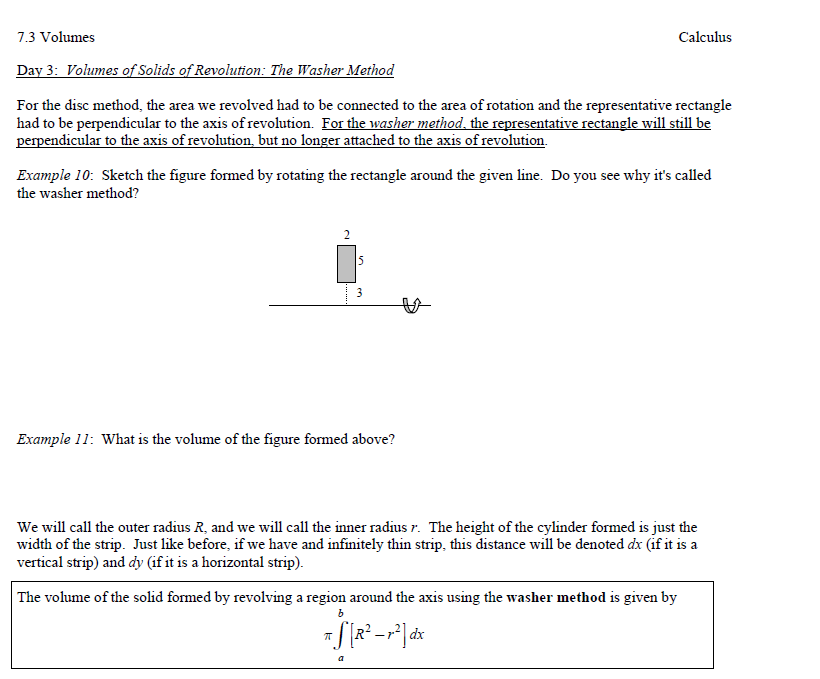 7.3 Volumes Calculus
Day 3: Volumes of Solids of Revolution: The Washer Method
For the disc method, the area we revolved had to be connected to the area of rotation and the representative rectangle
had to be perpendicular to the axis of revolution. For the washer method, the representative rectangle will still be
perpendicular to the axis of revolution, but no longer attached to the axis of revolution.
Example 10: Sketch the figure formed by rotating the rectangle around the given line. Do you see why it's called
the washer method?
2
5
3
Example 11: What is the volume of the figure formed above?
We will call the outer radius R, and we will call the inner radius r. The height of the cylinder formed is just the
width of the strip. Just like before, if we have and infinitely thin strip, this distance will be denoted dx (if it is a
vertical strip) and dy (if it is a horizontal strip).
The volume of the solid formed by revolving a region around the axis using the washer method is given by
b
π∫[R² – r²] dx
a